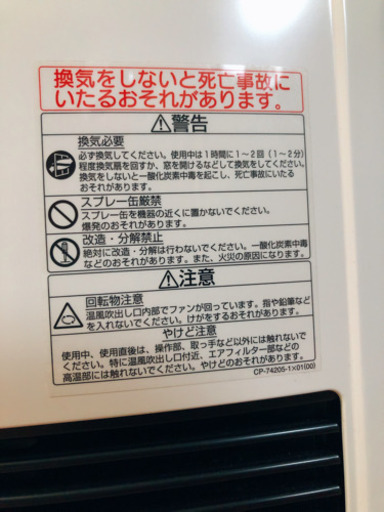 換気をしないと死亡事故に
いたるおそれがあります。
⚠警告
換気必要
必ず換気してください。使用中は1時間に1~2回（1~2分）
程度換気扇を回すか、窓を開けるなどして換気をしてください。
換気をしないと一酸化炭素中毒を起こし、死亡事故にいたる
おそれがあります。
スプレー缶厳禁
スプレー缶を機器の近くに置かないでください。
爆発のおそれがあります。
改造・分解禁止
絶対に改造・分解は行わないでください。一酸化炭素中毒
などのおそれがあります。また、火災の原因になります。
⚠注意
回転物注意
温風吹出し口内部でファンが回っています。指や鉛筆など
を入れないでください。けがをするおそれがあります。
やけど注意
使用中、使用直後は、操作部、取っ手など以外には触れないで
ください。特に温風吹出し口付近、エアフィルター部などの
高温部には触れないでください。やけどのおそれがあります。
CP-74205-1×01(00)